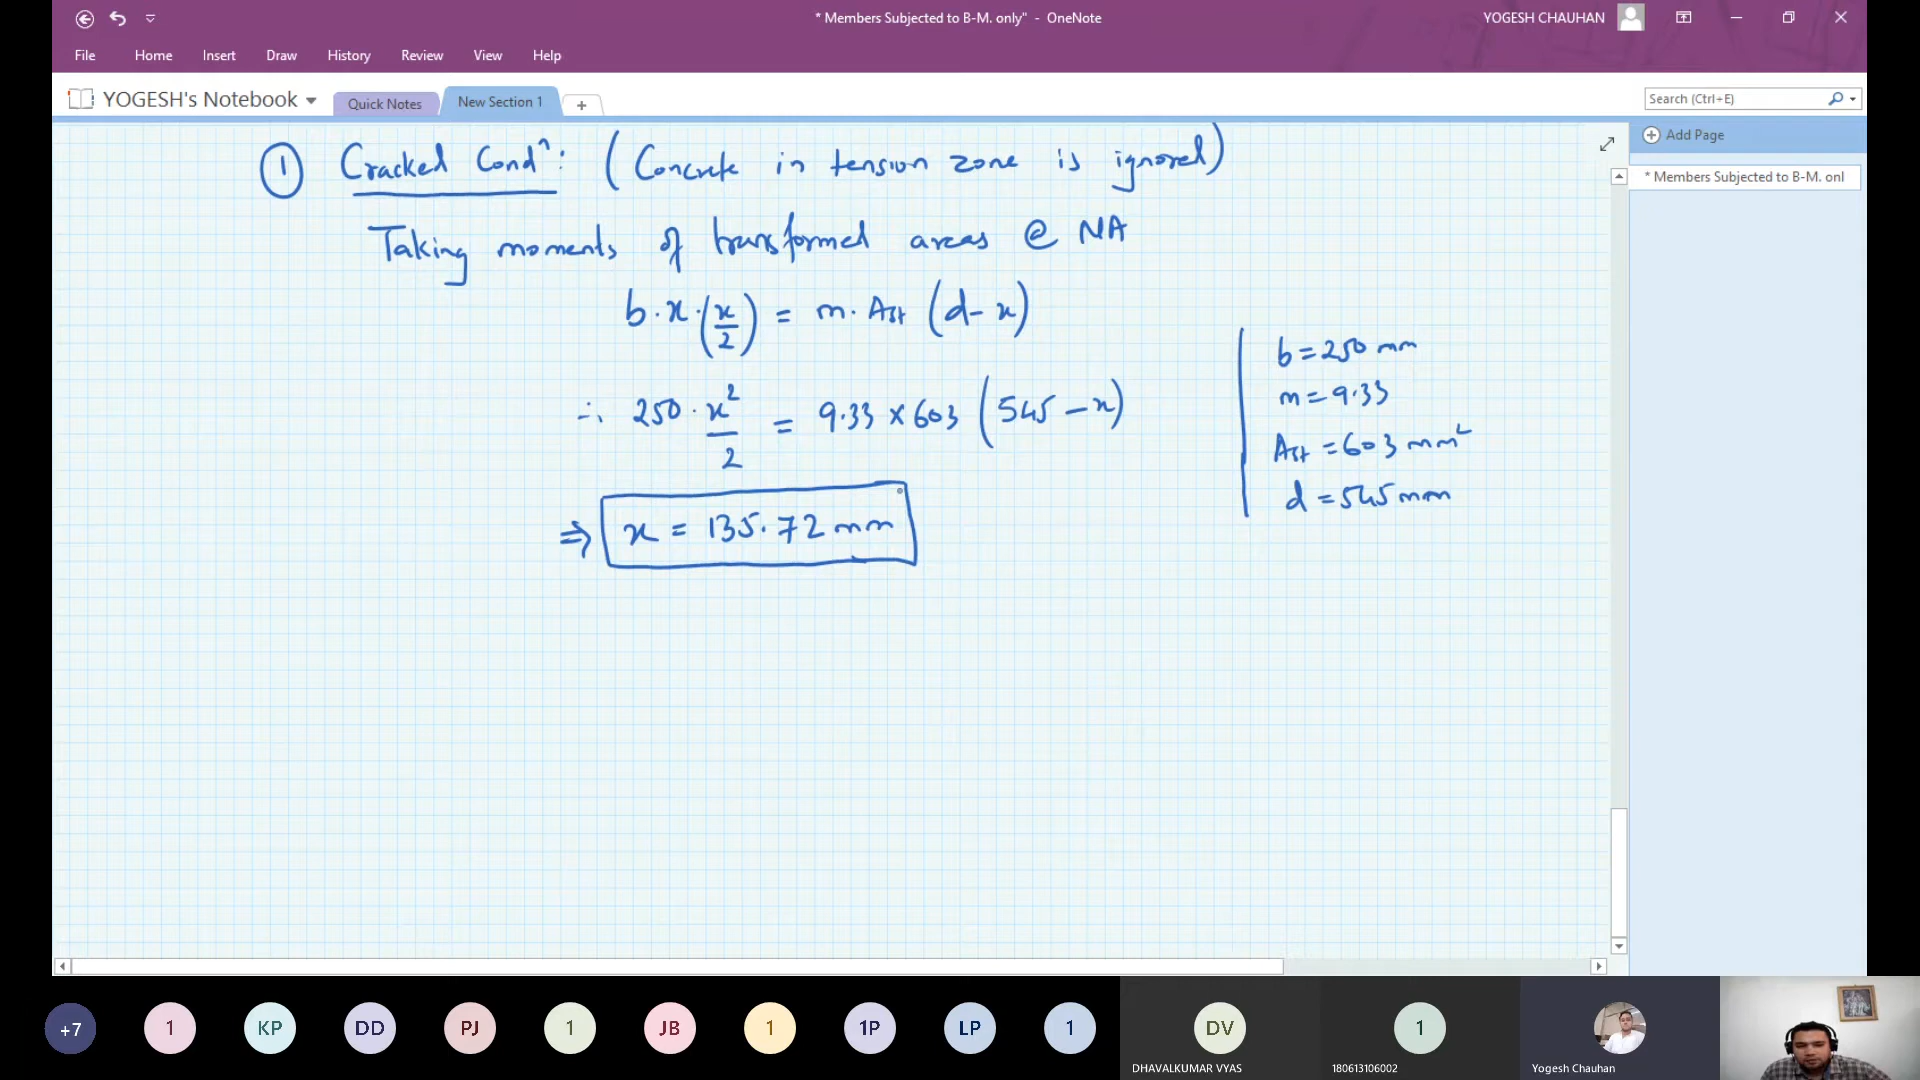 * Members Subjected to B-M. only" - OneNote
YOGESH CHAUHAN
File Home Insert Draw History Review View Help
YOGESH's Notebook
Quick Notes
New Section 1
+
Search (Ctrl+E)
Add Page
* Members Subjected to B-M. onl
① Cracked Condⁿ: (Concrete in tension zone is ignored)
Taking moments of transformed areas @ NA
b·x·(x/2) = m·Ast (d-x)
∴ 250·x²/2 = 9.33 × 603 (545 - x)
⇒ x = 135.72 mm
b = 250 mm
m = 9.33
Ast = 603 mm²
d = 545 mm
+7
1
KP
DD
PJ
1
JB
1
1P
LP
1
DV
DHAVALKUMAR VYAS
1
180613106002
Yogesh Chauhan